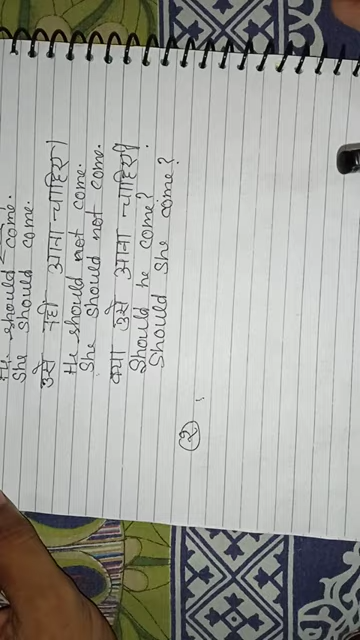 He should come.
She should come.
उसे नही आना चाहिए।
He should not come.
She should not come.
क्या उसे आना चाहिए?
Should he come?
Should she come?
②